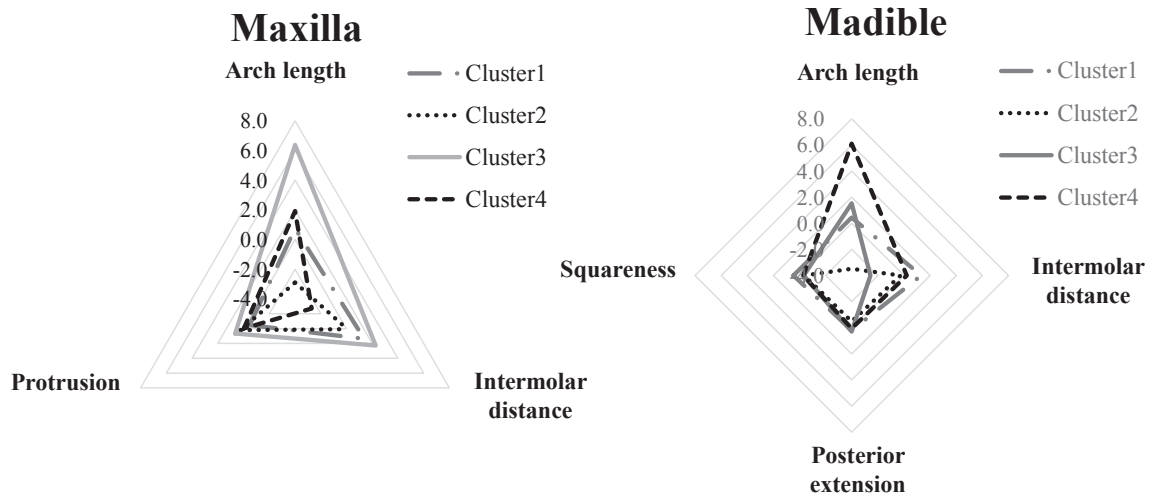 Maxilla
Arch length
8.0
6.0
4.0
2.0
0.0
-2.0
-4.0
Protrusion
Intermolar
distance
Cluster1
Cluster2
Cluster3
Cluster4
Madible
Arch length
8.0
6.0
4.0
2.0
0.0
-2.0
Squareness
Intermolar
distance
Posterior
extension
Cluster1
Cluster2
Cluster3
Cluster4